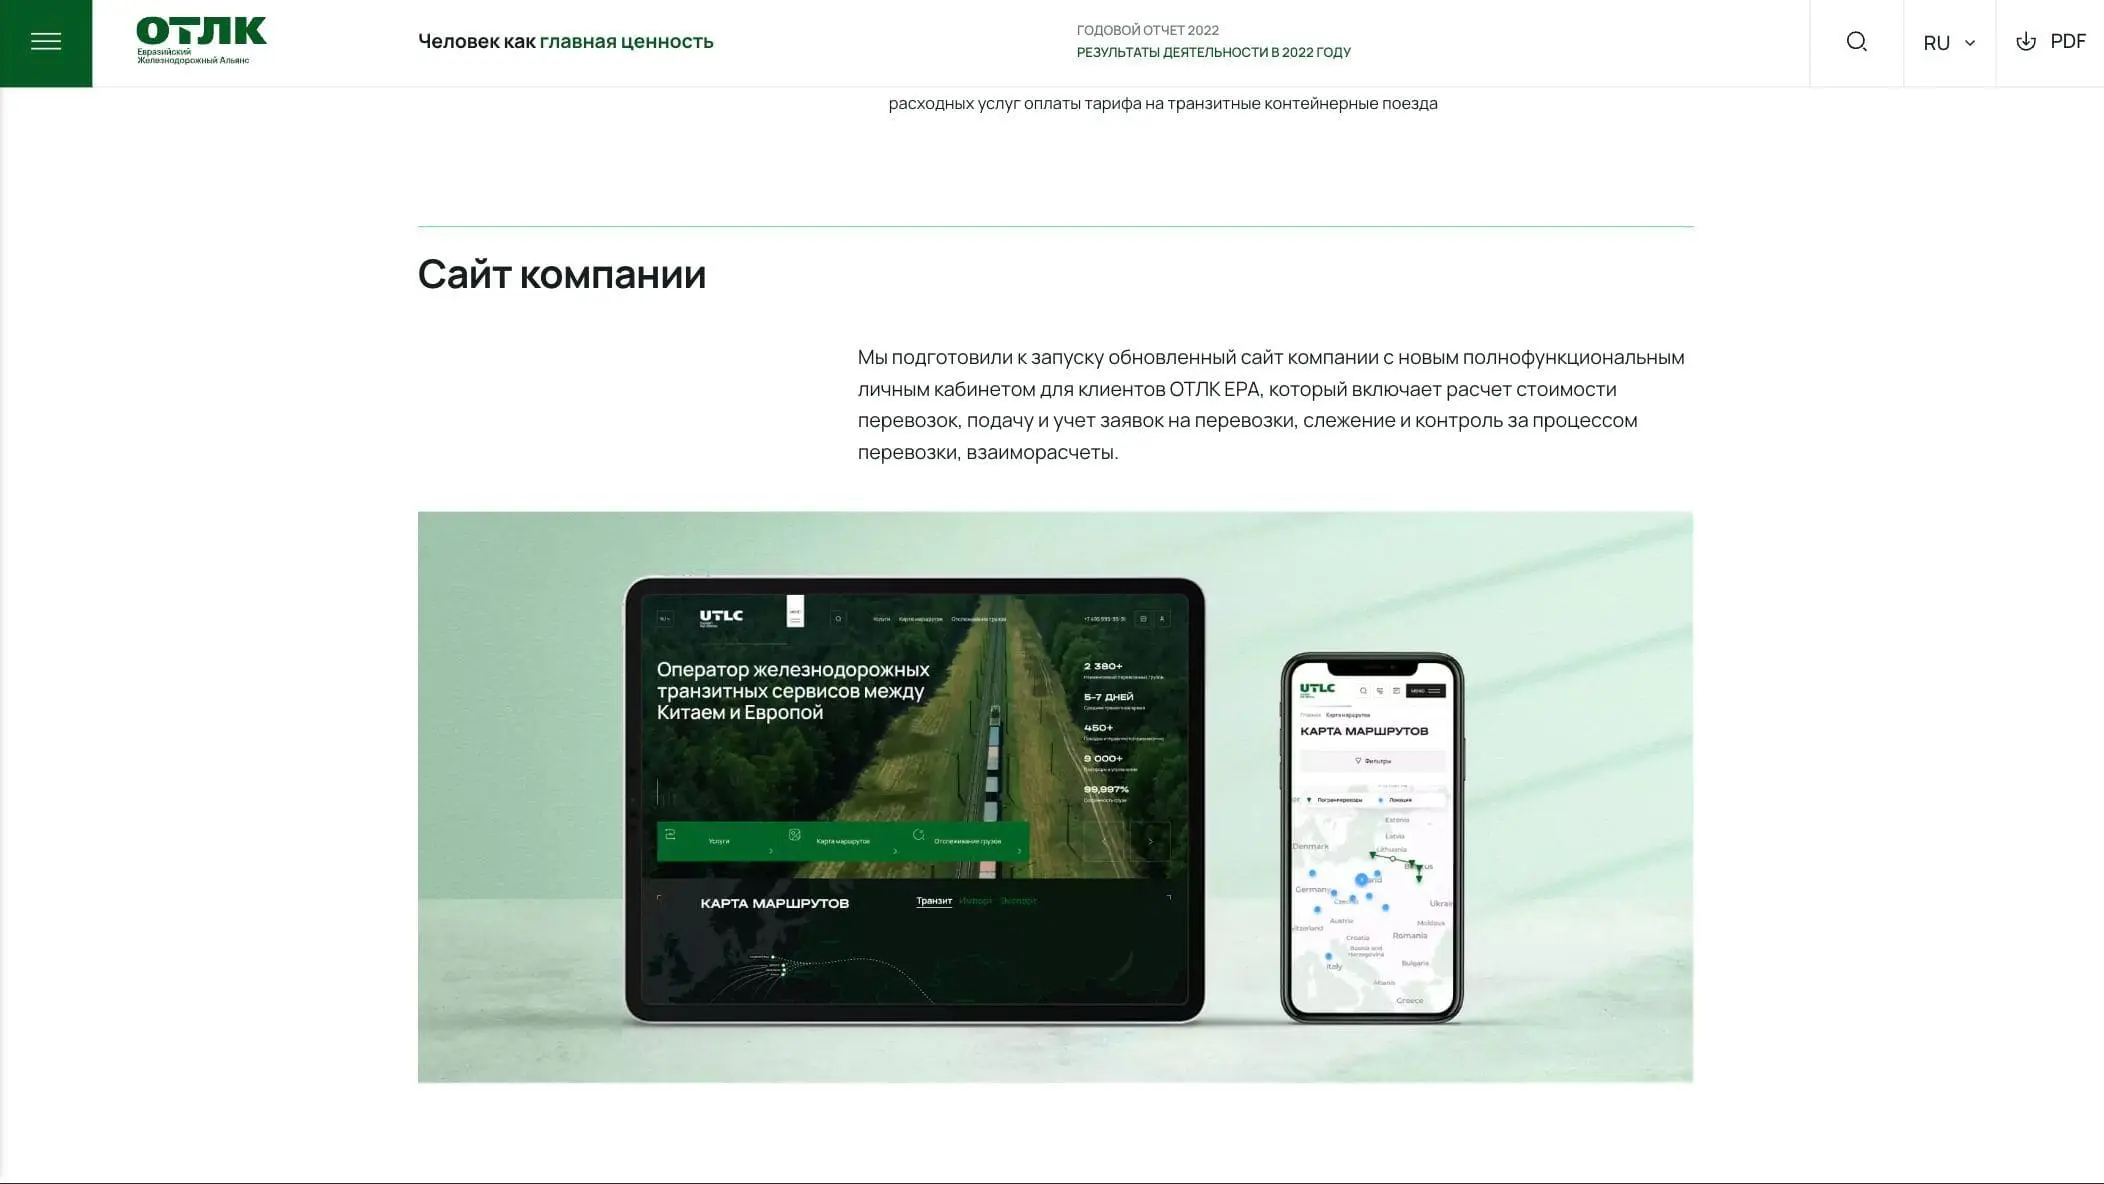 ОТЛК
Евразийский
Железнодорожный Альянс
Человек как главная ценность
ГОДОВОЙ ОТЧЕТ 2022
РЕЗУЛЬТАТЫ ДЕЯТЕЛЬНОСТИ В 2022 ГОДУ
RU
PDF
расходных услуг оплаты тарифа на транзитные контейнерные поезда
Сайт компании
Мы подготовили к запуску обновленный сайт компании с новым полнофункциональным
личным кабинетом для клиентов ОТЛК ЕРА, который включает расчет стоимости
перевозок, подачу и учет заявок на перевозки, слежение и контроль за процессом
перевозки, взаиморасчеты.
UTLC
Услуги Карта маршрутов Отслеживание грузов
Оператор железнодорожных
транзитных сервисов между
Китаем и Европой
2 380+
5–7 ДНЕЙ
450+
9 000+
99,997%
Услуги
Карта маршрутов
Отслеживание грузов
КАРТА МАРШРУТОВ
Транзит Импорт Экспорт
UTLC
МЕНЮ
Главная Карта маршрутов
КАРТА МАРШРУТОВ
Фильтры
Погранпереходы Локация
Estonia
Latvia
Lithuania
Denmark
Germany
Austria
Moldova
Croatia
Romania
Bosnia and
Herzegovina
Italy
Bulgaria
Albania
Greece